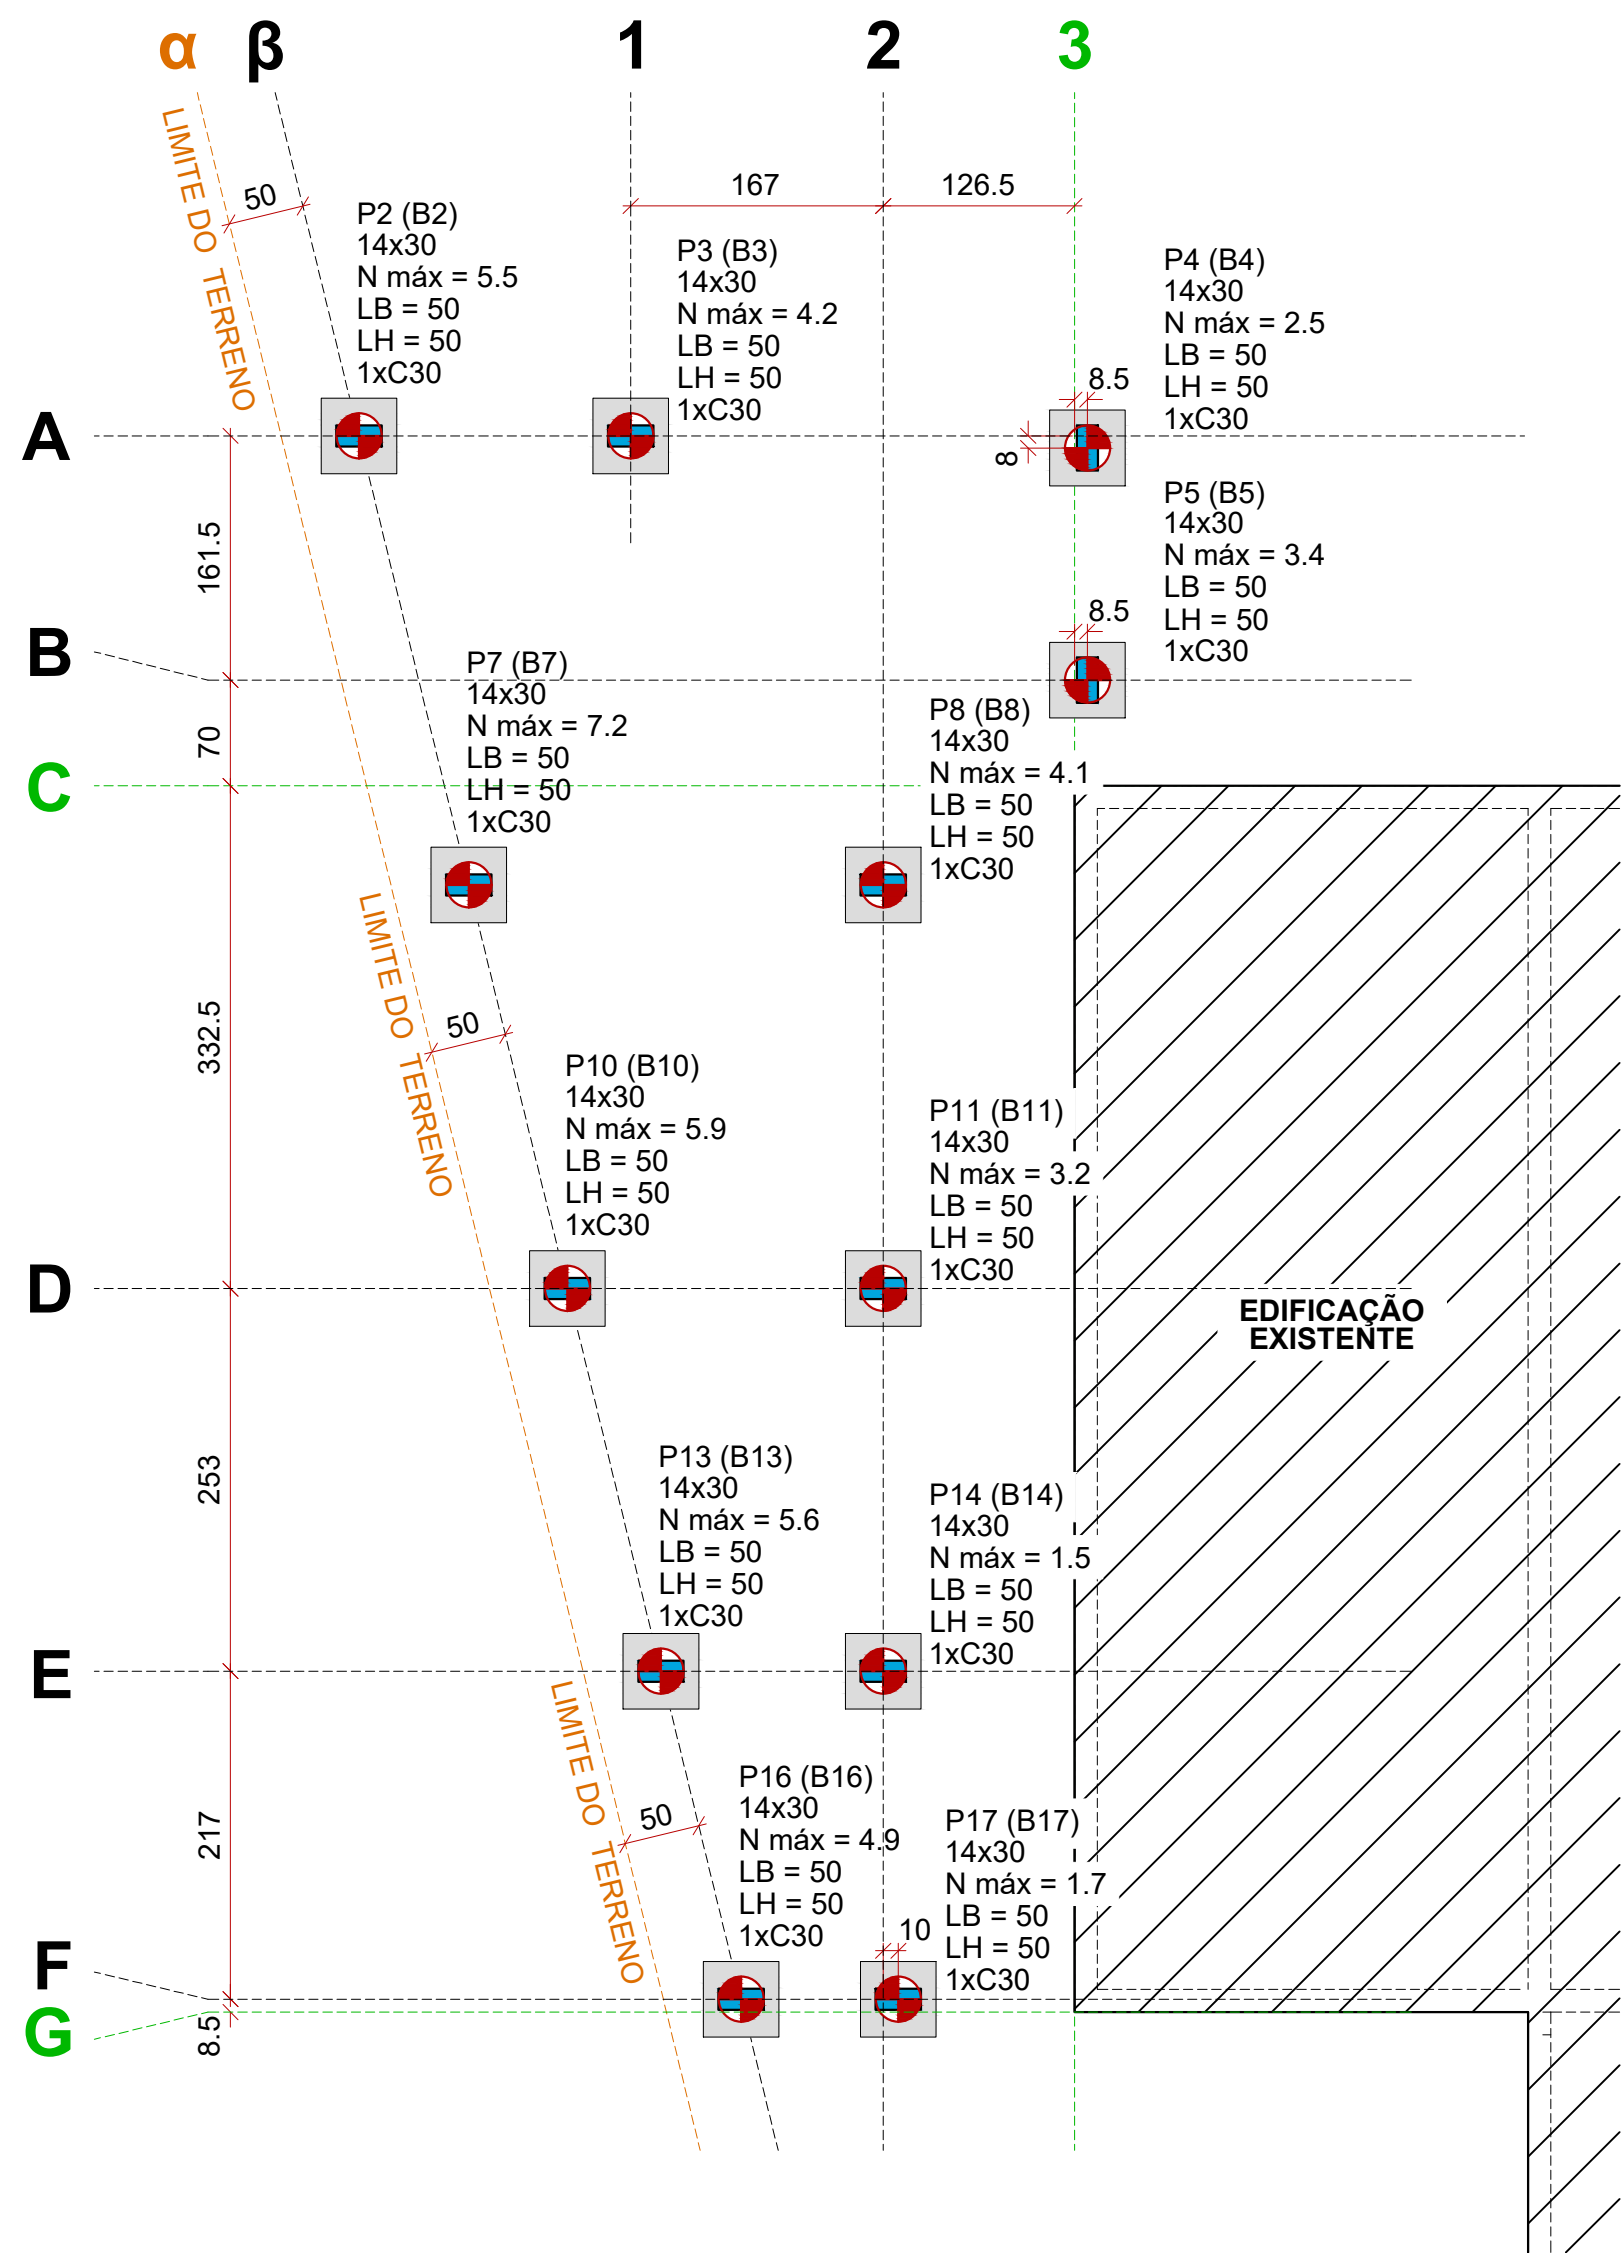 α
β
1
2
3
LIMITE DO TERRENO
50
167
126.5
P2 (B2)
14x30
N máx = 5.5
LB = 50
LH = 50
1xC30
P3 (B3)
14x30
N máx = 4.2
LB = 50
LH = 50
1xC30
P4 (B4)
14x30
N máx = 2.5
LB = 50
LH = 50
1xC30
8.5
8
A
161.5
P5 (B5)
14x30
N máx = 3.4
LB = 50
LH = 50
1xC30
8.5
B
70
P7 (B7)
14x30
N máx = 7.2
LB = 50
LH = 50
1xC30
P8 (B8)
14x30
N máx = 4.1
LB = 50
LH = 50
1xC30
C
LIMITE DO TERRENO
332.5
50
P10 (B10)
14x30
N máx = 5.9
LB = 50
LH = 50
1xC30
P11 (B11)
14x30
N máx = 3.2
LB = 50
LH = 50
1xC30
D
EDIFICAÇÃO
EXISTENTE
253
P13 (B13)
14x30
N máx = 5.6
LB = 50
LH = 50
1xC30
P14 (B14)
14x30
N máx = 1.5
LB = 50
LH = 50
1xC30
E
LIMITE DO TERRENO
217
50
P16 (B16)
14x30
N máx = 4.9
LB = 50
LH = 50
1xC30
P17 (B17)
14x30
N máx = 1.7
LB = 50
LH = 50
1xC30
10
F
G
8.5